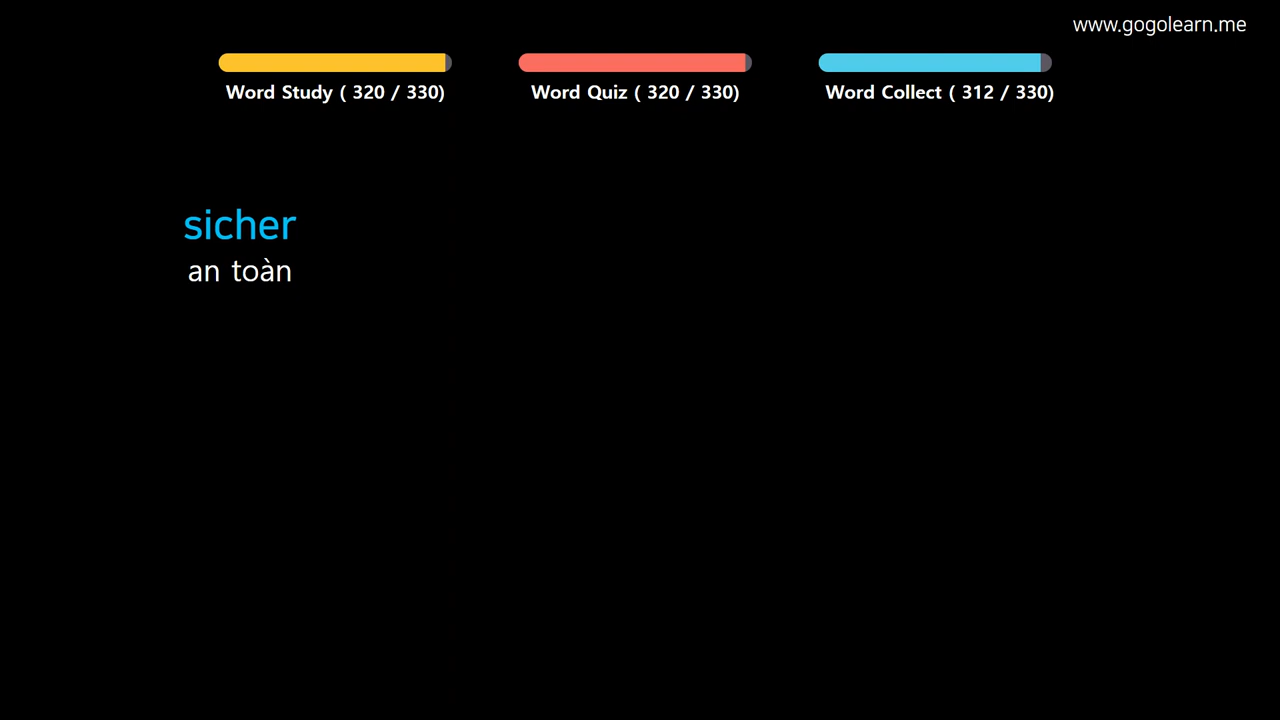 www.gogolearn.me
Word Study ( 320 / 330)
Word Quiz ( 320 / 330)
Word Collect ( 312 / 330)
sicher
an toàn